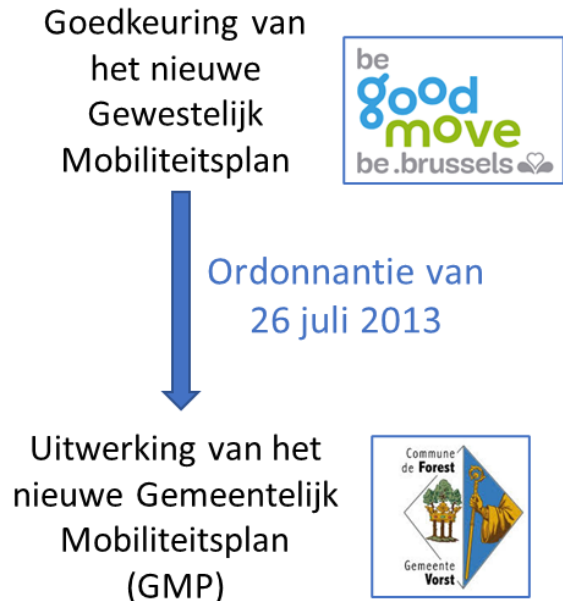 Goedkeuring van
het nieuwe
Gewestelijk
Mobiliteitsplan
be
good
move
be.brussels
Ordonnantie van
26 juli 2013
Uitwerking van het
nieuwe Gemeentelijk
Mobiliteitsplan
(GMP)
Commune
de Forest
Gemeente
Vorst